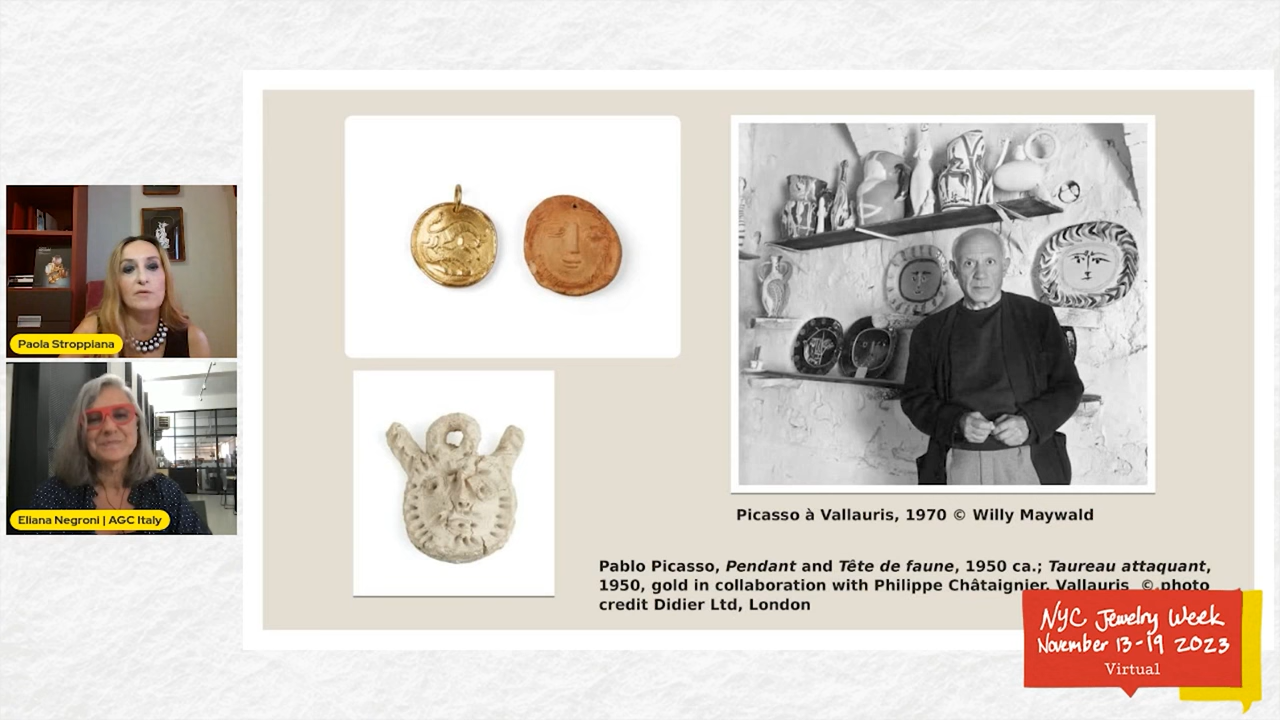 Paola Stroppiana
Eliana Negroni | AGC Italy
Picasso à Vallauris, 1970 © Willy Maywald
Pablo Picasso, Pendant and Tête de faune, 1950 ca.; Taureau attaquant,
1950, gold in collaboration with Philippe Châtaignier, Vallauris © photo
credit Didier Ltd, London
NYC Jewelry Week
November 13-19 2023
Virtual